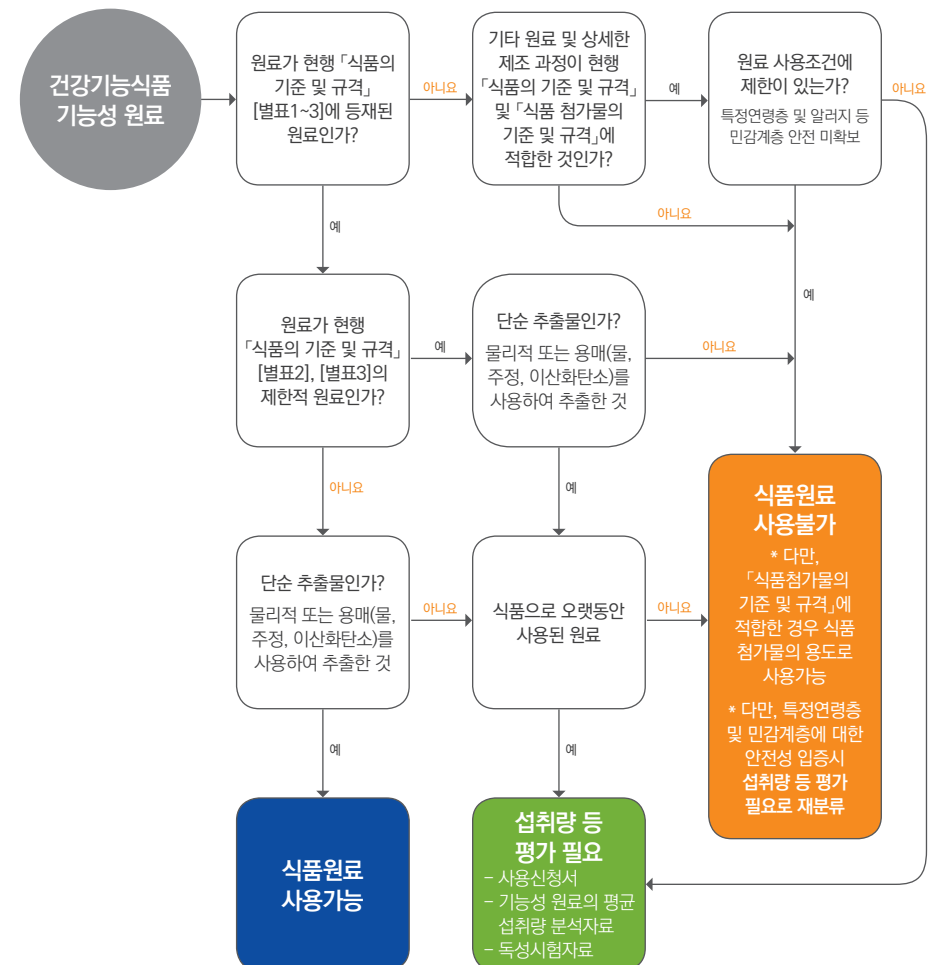 건강기능식품
기능성 원료
원료가 현행 「식품의
기준 및 규격」
[별표1~3]에 등재된
원료인가?
아니요
기타 원료 및 상세한
제조 과정이 현행
「식품의 기준 및 규격」
및 「식품 첨가물의
기준 및 규격」에
적합한 것인가?
예
원료 사용조건에
제한이 있는가?
특정연령층 및 알러지 등
민감계층 안전 미확보
아니요
예
아니요
예
원료가 현행
「식품의 기준 및 규격」
[별표2], [별표3]의
제한적 원료인가?
예
단순 추출물인가?
물리적 또는 용매(물,
주정, 이산화탄소)를
사용하여 추출한 것
아니요
아니요
예
단순 추출물인가?
물리적 또는 용매(물,
주정, 이산화탄소)를
사용하여 추출한 것
아니요
식품으로 오랫동안
사용된 원료
아니요
식품원료
사용불가
* 다만,
「식품첨가물의
기준 및 규격」에
적합한 경우 식품
첨가물의 용도로
사용가능
* 다만, 특정연령층
및 민감계층에 대한
안전성 입증시
섭취량 등 평가
필요로 재분류
예
예
식품원료
사용가능
섭취량 등
평가 필요
- 사용신청서
- 기능성 원료의 평균
섭취량 분석자료
- 독성시험자료